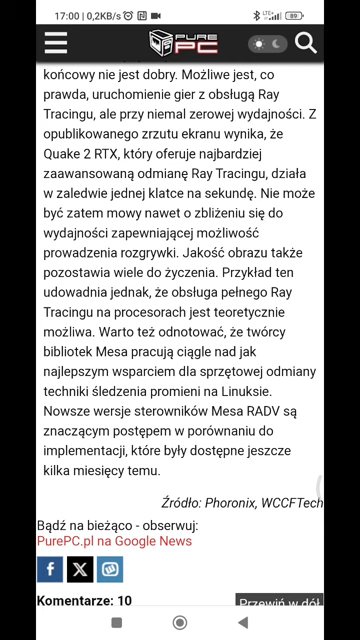 17:00 | 0,2KB/s
LTE
89
PURE
PC
końcowy nie jest dobry. Możliwe jest, co
prawda, uruchomienie gier z obsługą Ray
Tracingu, ale przy niemal zerowej wydajności. Z
opublikowanego zrzutu ekranu wynika, że
Quake 2 RTX, który oferuje najbardziej
zaawansowaną odmianę Ray Tracingu, działa
w zaledwie jednej klatce na sekundę. Nie może
być zatem mowy nawet o zbliżeniu się do
wydajności zapewniającej możliwość
prowadzenia rozgrywki. Jakość obrazu także
pozostawia wiele do życzenia. Przykład ten
udowadnia jednak, że obsługa pełnego Ray
Tracingu na procesorach jest teoretycznie
możliwa. Warto też odnotować, że twórcy
bibliotek Mesa pracują ciągle nad jak
najlepszym wsparciem dla sprzętowej odmiany
techniki śledzenia promieni na Linuksie.
Nowsze wersje sterowników Mesa RADV są
znaczącym postępem w porównaniu do
implementacji, które były dostępne jeszcze
kilka miesięcy temu.
Źródło: Phoronix, WCCFTech
Bądź na bieżąco - obserwuj:
PurePC.pl na Google News
Komentarze: 10
Przewiń w dół